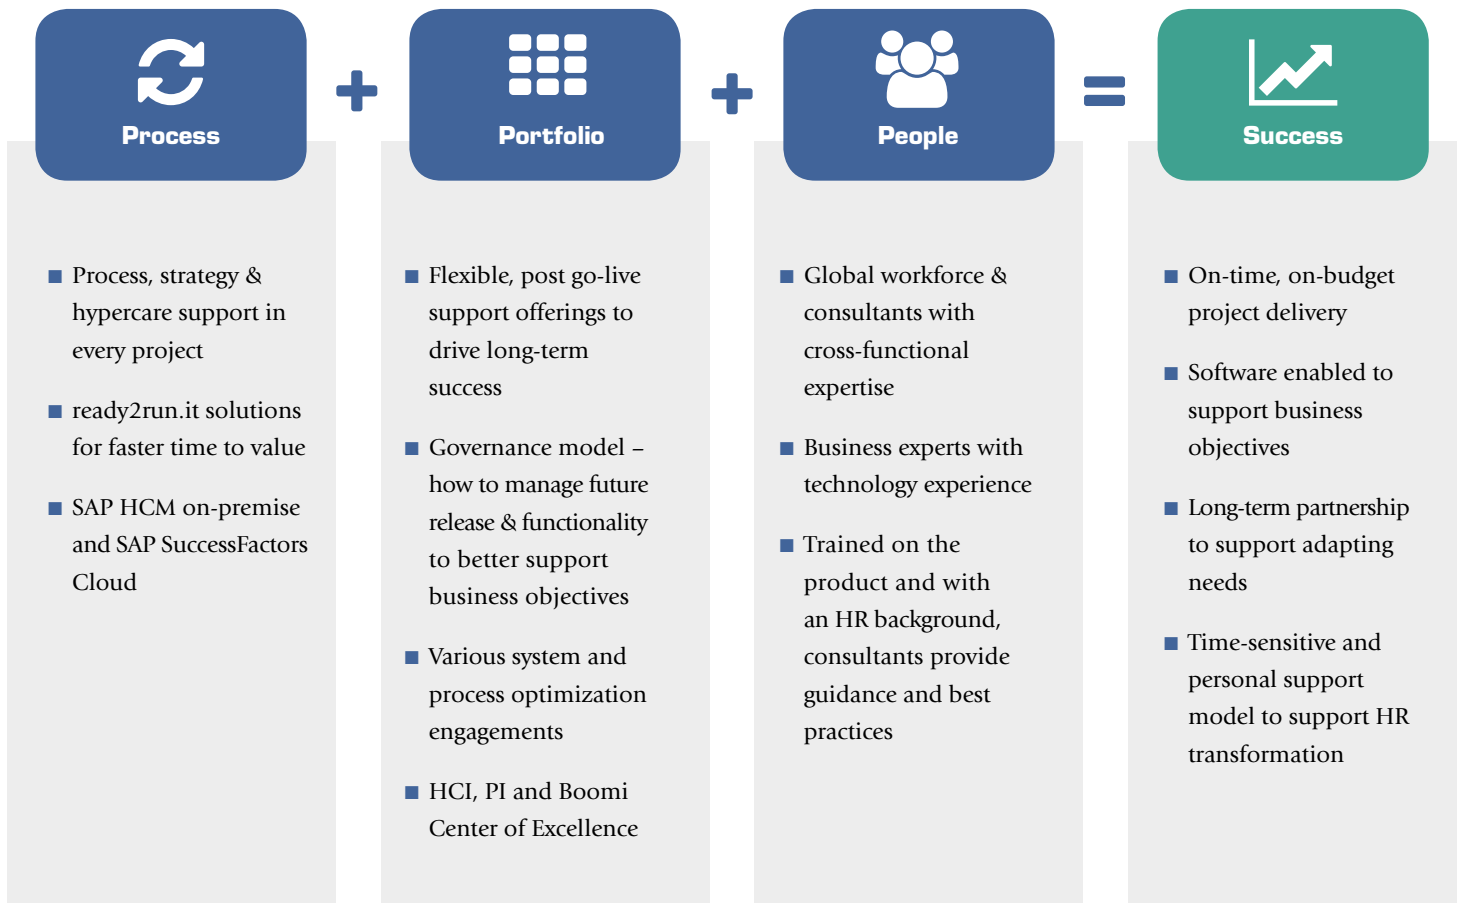 Process
Process, strategy &
hypercare support in
every project
ready2run.it solutions
for faster time to value
SAP HCM on-premise
and SAP SuccessFactors
Cloud
+
Portfolio
Flexible, post go-live
support offerings to
drive long-term
success
Governance model –
how to manage future
release & functionality
to better support
business objectives
Various system and
process optimization
engagements
HCI, PI and Boomi
Center of Excellence
+
People
Global workforce &
consultants with
cross-functional
expertise
Business experts with
technology experience
Trained on the
product and with
an HR background,
consultants provide
guidance and best
practices
=
Success
On-time, on-budget
project delivery
Software enabled to
support business
objectives
Long-term partnership
to support adapting
needs
Time-sensitive and
personal support
model to support HR
transformation